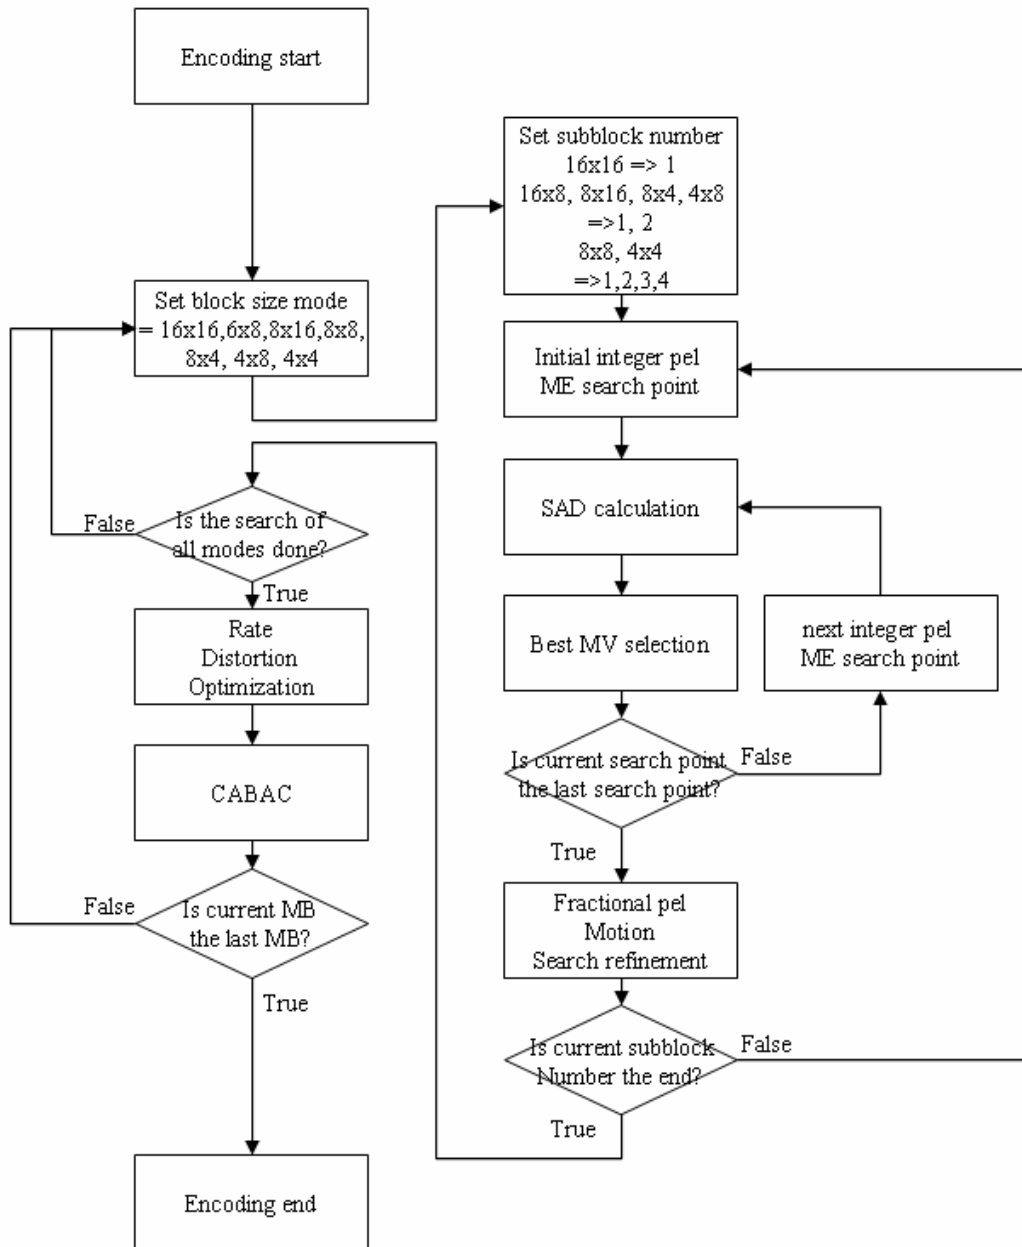 Encoding start
Set block size mode
= 16x16,6x8,8x16,8x8,
8x4, 4x8, 4x4
Is the search of
all modes done?
False
True
Rate
Distortion
Optimization
CABAC
Is current MB
the last MB?
False
True
Encoding end
Set subblock number
16x16 => 1
16x8, 8x16, 8x4, 4x8
=>1, 2
8x8, 4x4
=>1,2,3,4
Initial integer pel
ME search point
SAD calculation
Best MV selection
next integer pel
ME search point
Is current search point
the last search point?
False
True
Fractional pel
Motion
Search refinement
Is current subblock
Number the end?
False
True